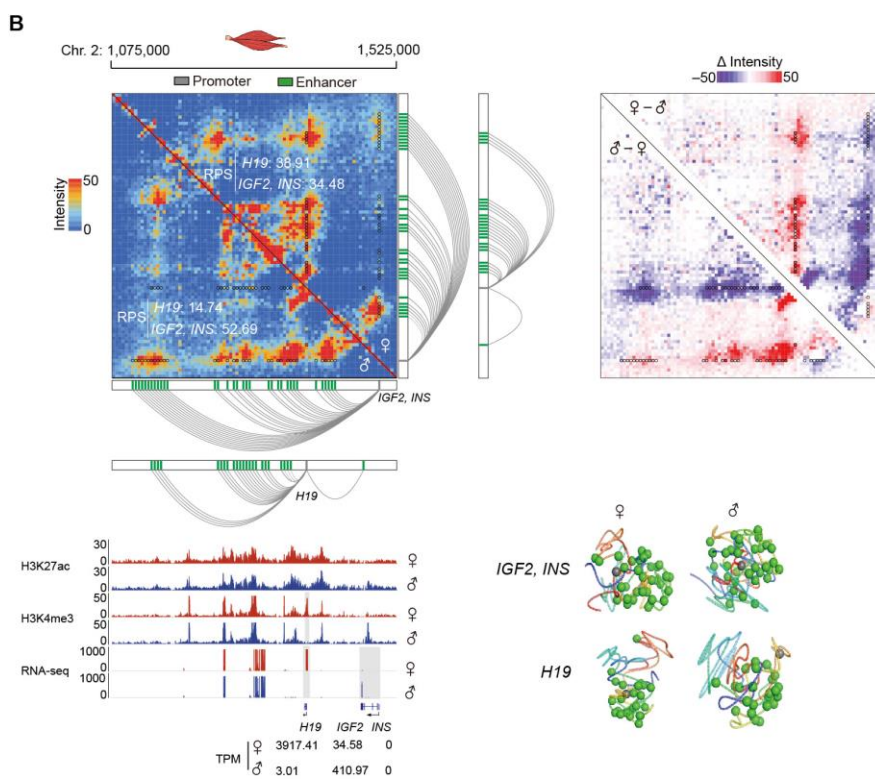 B
Chr. 2: 1,075,000 1,525,000
Promoter Enhancer
Intensity
50
0
RPS
H19: 38.91
IGF2, INS: 34.48
RPS
H19: 14.74
IGF2, INS: 52.69
♀
♂
IGF2, INS
H19
Δ Intensity
−50 50
♀ – ♂
♂ – ♀
H3K27ac
30
0
♀
30
0
♂
H3K4me3
50
0
♀
50
0
♂
RNA-seq
1000
0
♀
1000
0
♂
H19 IGF2 INS
TPM
♀ 3917.41 34.58 0
♂ 3.01 410.97 0
♀ ♂
IGF2, INS
H19